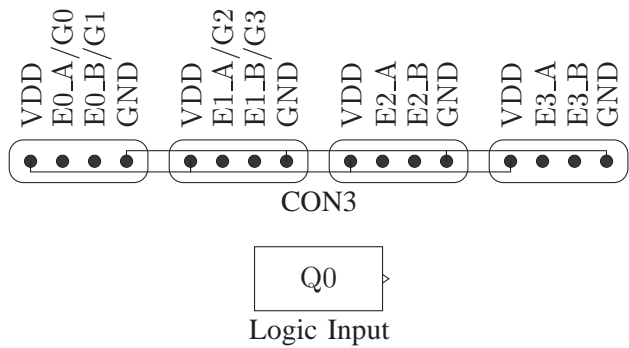 VDD
E0_A/G0
E0_B/G1
GND
VDD
E1_A/G2
E1_B/G3
GND
VDD
E2_A
E2_B
GND
VDD
E3_A
E3_B
GND
CON3
Q0
Logic Input